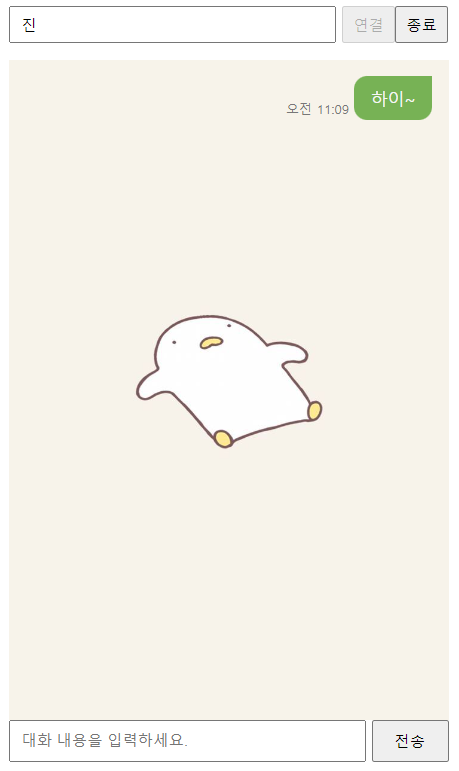 진
연결
종료
하이~
오전 11:09
대화 내용을 입력하세요.
전송